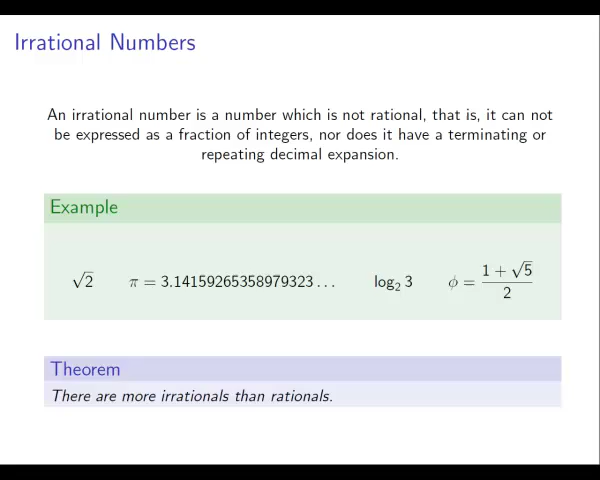 Irrational Numbers
An irrational number is a number which is not rational, that is, it can not
be expressed as a fraction of integers, nor does it have a terminating or
repeating decimal expansion.
Example
√2 π = 3.14159265358979323... log₂ 3 ϕ = (1 + √5)/2
Theorem
There are more irrationals than rationals.